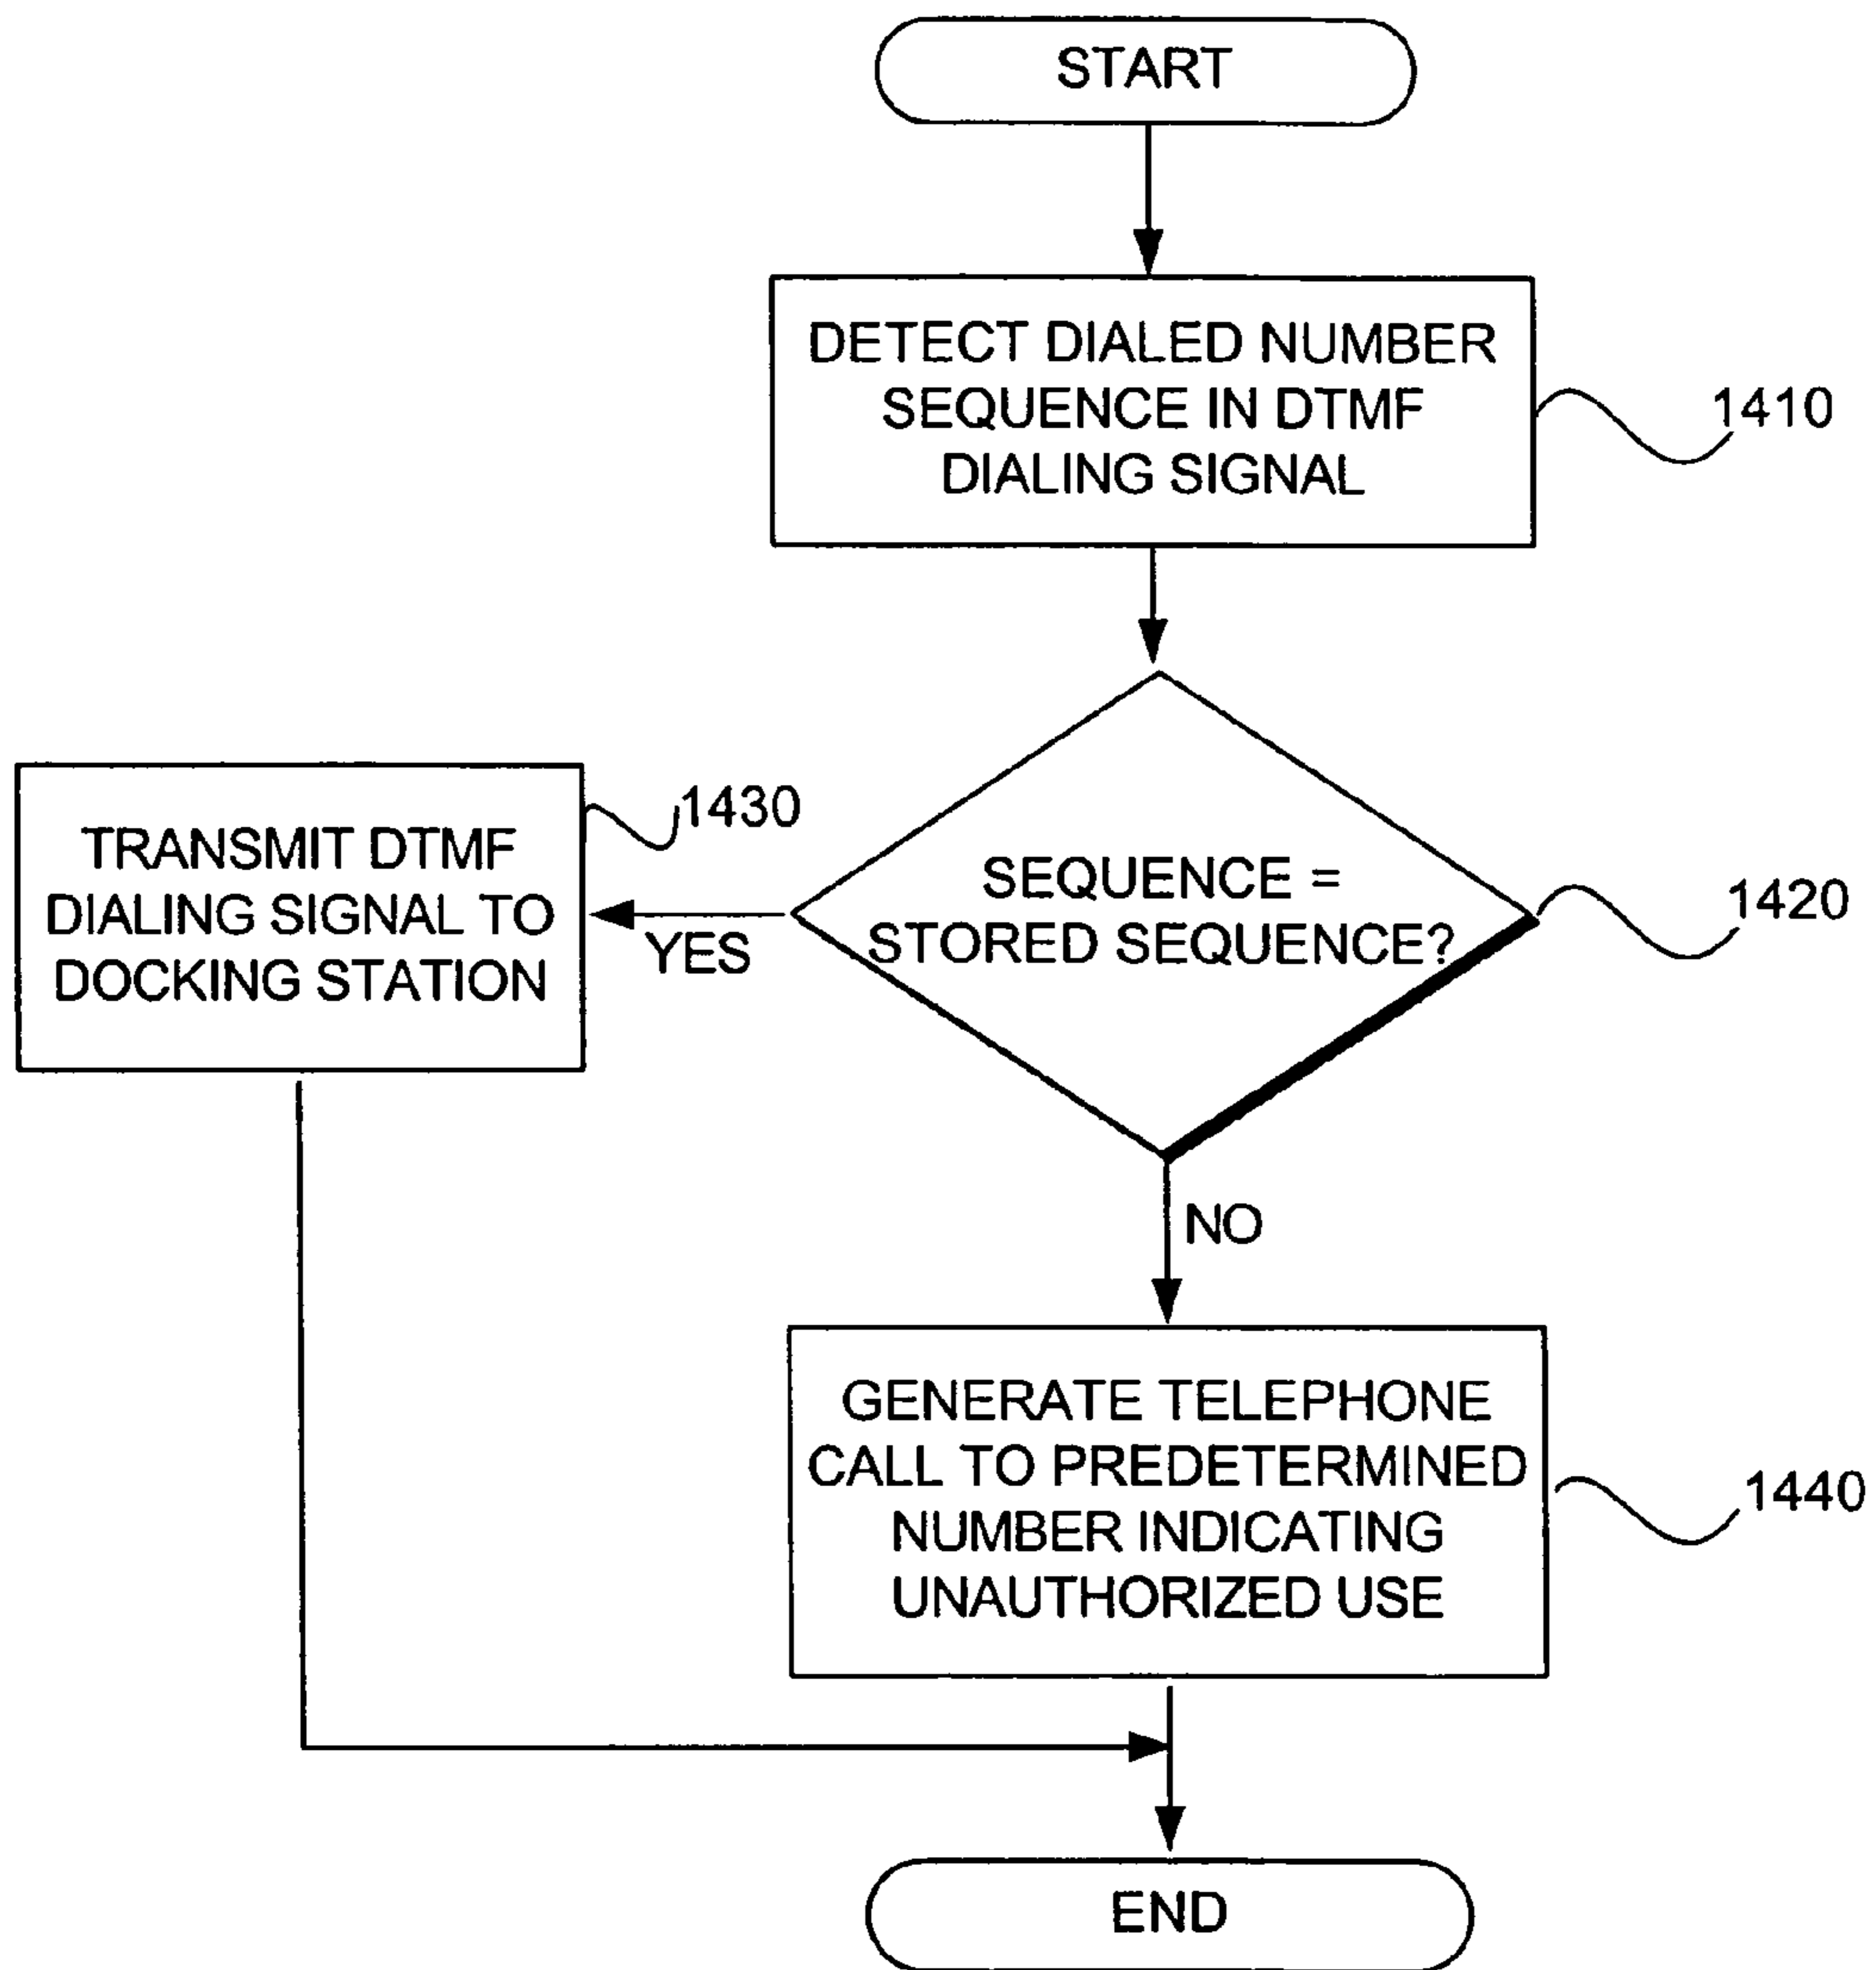 START
DETECT DIALED NUMBER
SEQUENCE IN DTMF
DIALING SIGNAL
1410
SEQUENCE =
STORED SEQUENCE?
1420
YES
TRANSMIT DTMF
DIALING SIGNAL TO
DOCKING STATION
1430
NO
GENERATE TELEPHONE
CALL TO PREDETERMINED
NUMBER INDICATING
UNAUTHORIZED USE
1440
END